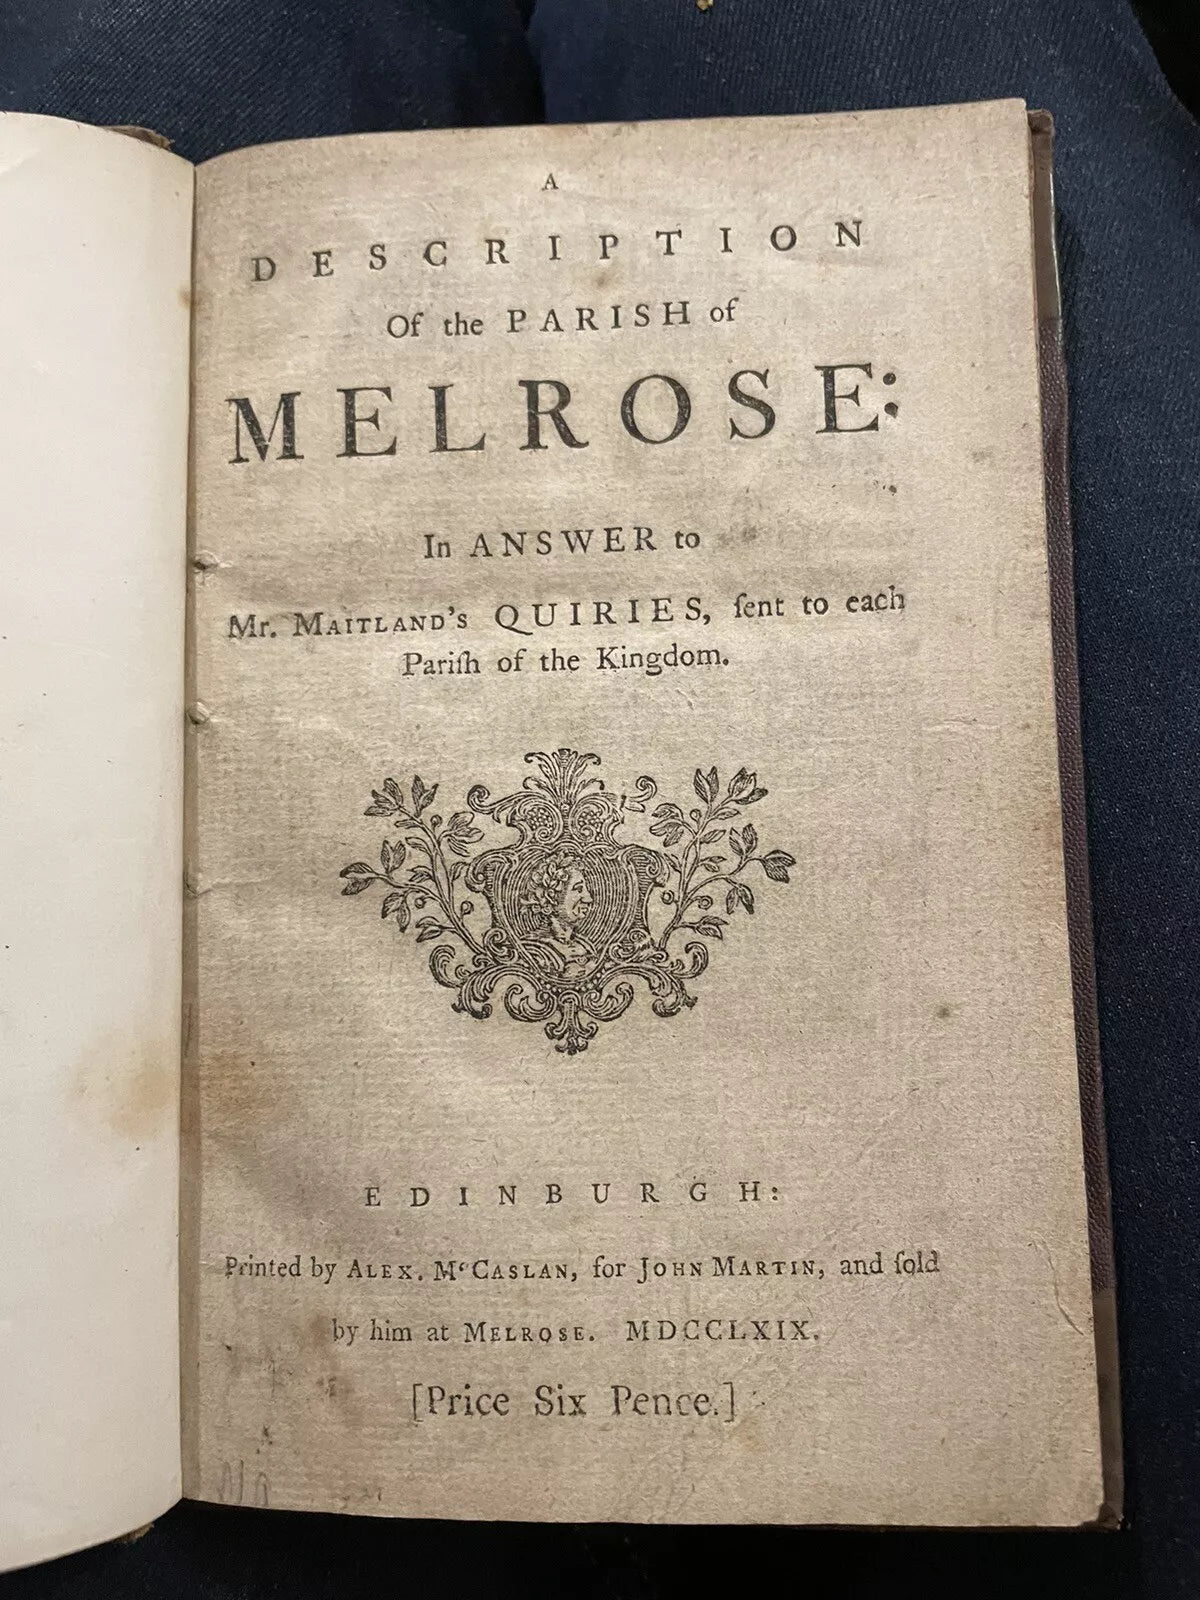 A
DESCRIPTION
Of the PARISH of
MELROSE:
In ANSWER to
Mr. MAITLAND's QUIRIES, ſent to each
Pariſh of the Kingdom.
EDINBURGH:
Printed by ALEX. MᶜCASLAN, for JOHN MARTIN, and ſold
by him at MELROSE. MDCCLXIX.
[Price Six Pence.]